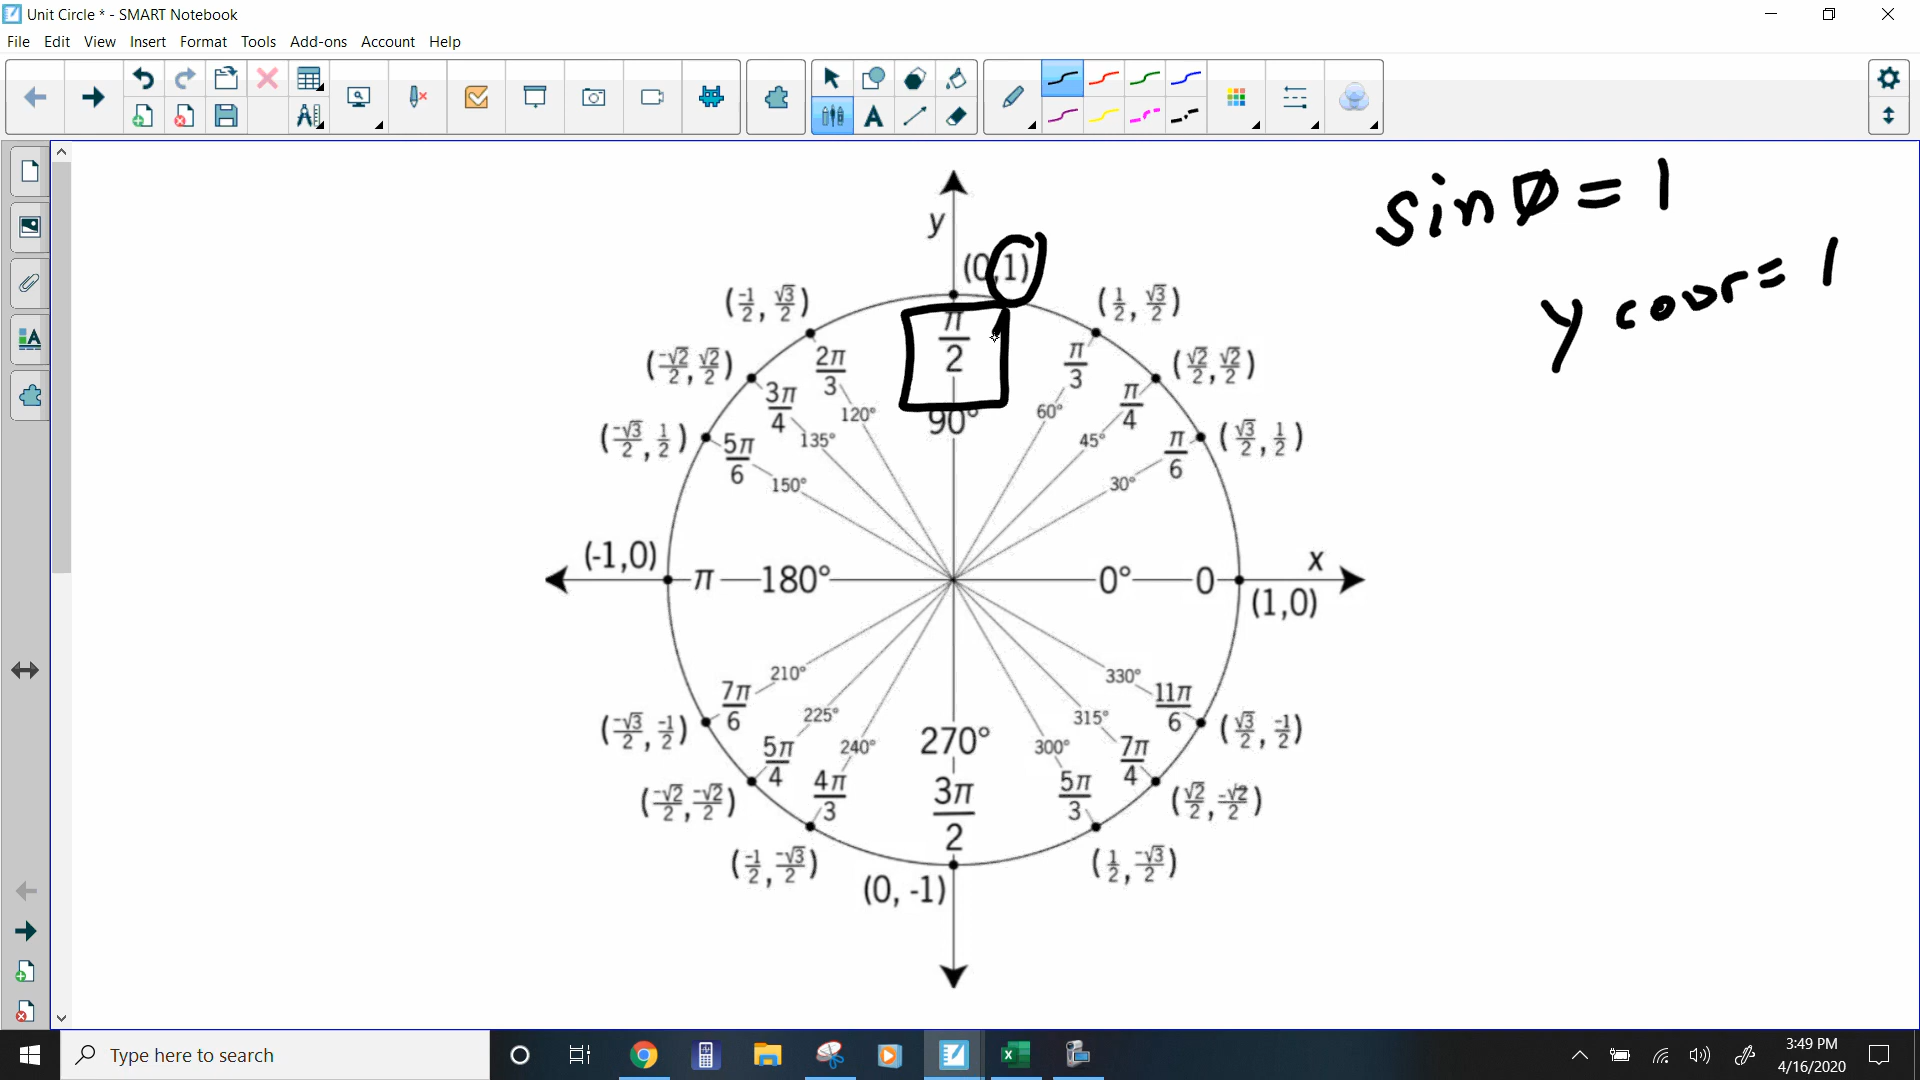 Unit Circle * - SMART Notebook
File Edit View Insert Format Tools Add-ons Account Help
sin Ø = 1
y coor = 1
y
(0,1)
(-1/2, √3/2)
(1/2, √3/2)
π/2
(-√2/2, √2/2)
2π/3
π/3
(√2/2, √2/2)
3π/4
120°
90°
60°
π/4
(-√3/2, 1/2)
5π/6
135°
45°
π/6
(√3/2, 1/2)
150°
30°
(-1,0)
x
π
180°
0°
0
(1,0)
210°
330°
7π/6
11π/6
(-√3/2, -1/2)
225°
315°
(√3/2, -1/2)
5π/4
240°
270°
300°
7π/4
(-√2/2, -√2/2)
4π/3
3π/2
5π/3
(√2/2, -√2/2)
(-1/2, -√3/2)
(0, -1)
(1/2, -√3/2)
Type here to search
3:49 PM
4/16/2020